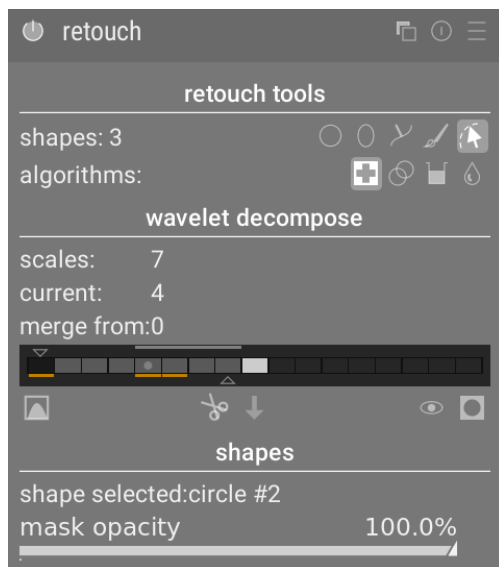 retouch
retouch tools
shapes: 3
algorithms:
wavelet decompose
scales: 7
current: 4
merge from:0
shapes
shape selected:circle #2
mask opacity 100.0%